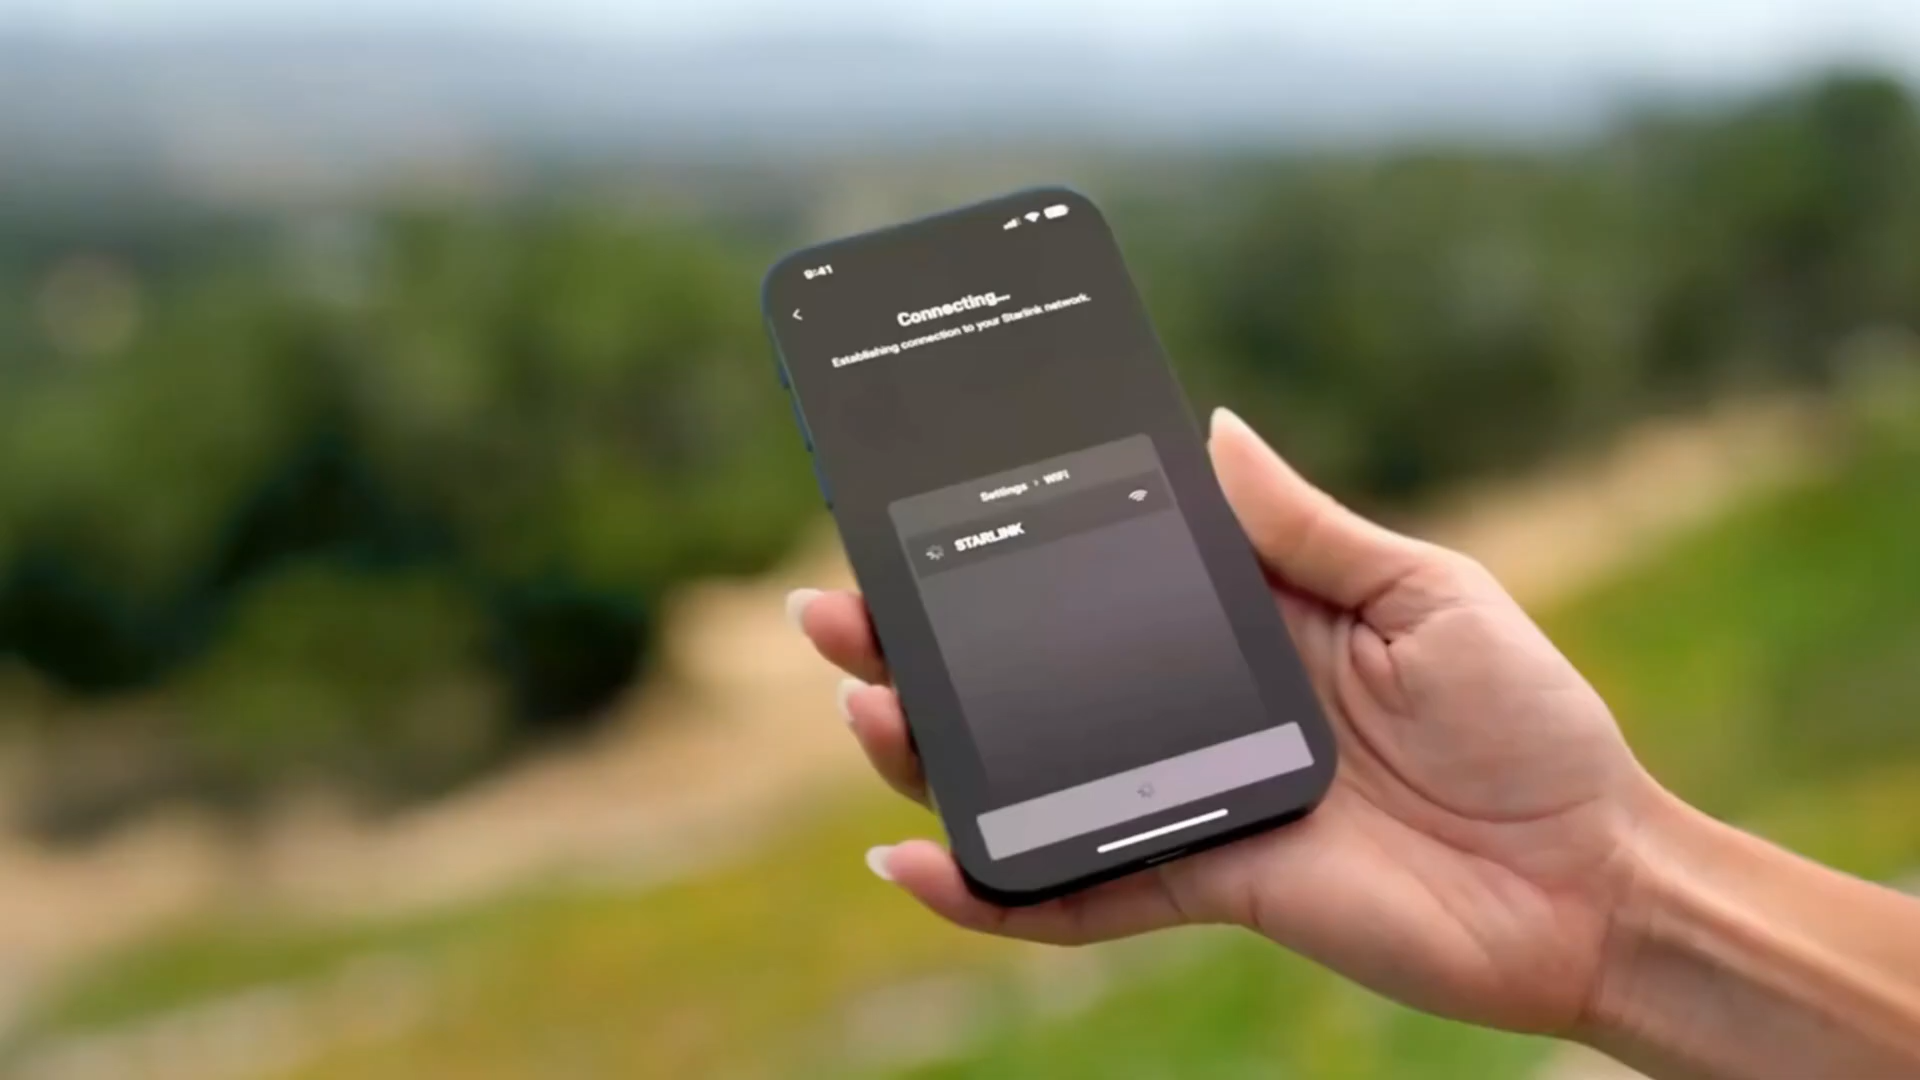 9:41
Connecting...
Establishing connection to your Starlink network.
Settings › WiFi
STARLINK